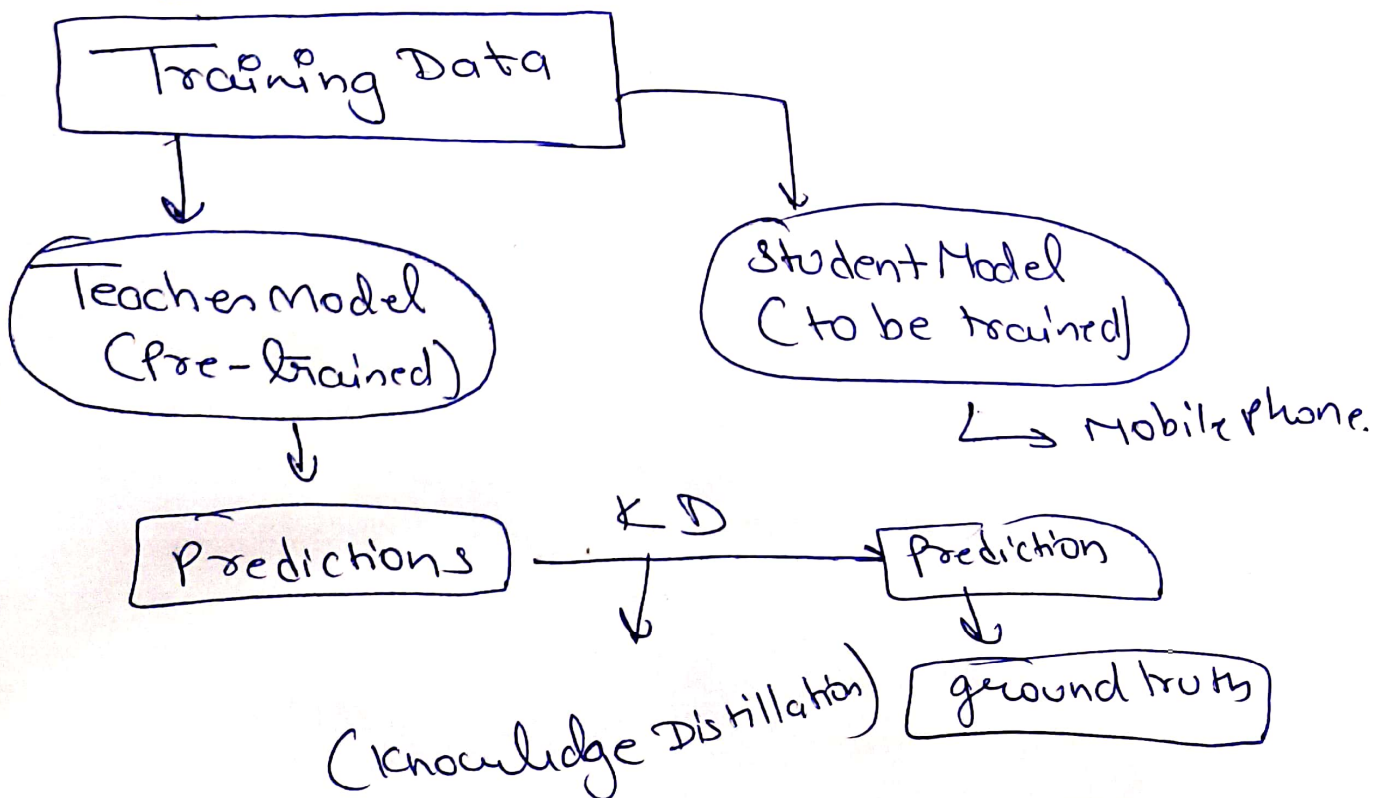 Training Data
Teacher Model
(Pre-trained)
Student Model
(to be trained)
Mobile phone.
Predictions
KD
Prediction
(Knowledge Distillation)
ground truth